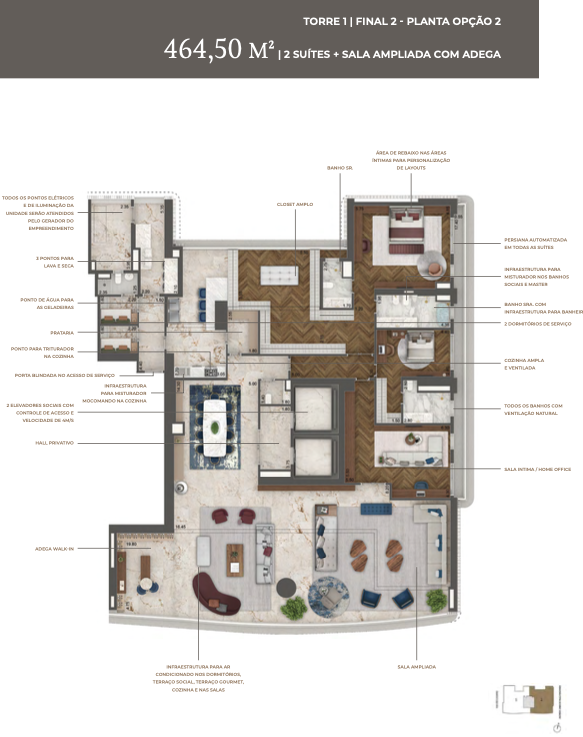 TORRE 1 | FINAL 2 - PLANTA OPÇÃO 2
464,50 M² | 2 SUÍTES + SALA AMPLIADA COM ADEGA
ÁREA DE REBAIXO NAS ÁREAS
ÍNTIMAS PARA PERSONALIZAÇÃO
DE LAYOUTS
BANHO SR.
CLOSET AMPLO
TODOS OS PONTOS ELÉTRICOS
E DE ILUMINAÇÃO DA
UNIDADE SERÃO ATENDIDOS
PELO GERADOR DO
EMPREENDIMENTO
3 PONTOS PARA
LAVA E SECA
PONTO DE ÁGUA PARA
AS GELADEIRAS
PRATARIA
PONTO PARA TRITURADOR
NA COZINHA
PORTA BLINDADA NO ACESSO DE SERVIÇO
INFRAESTRUTURA
PARA MISTURADOR
MOCOMANDO NA COZINHA
2 ELEVADORES SOCIAIS COM
CONTROLE DE ACESSO E
VELOCIDADE DE 4M/S
HALL PRIVATIVO
ADEGA WALK-IN
PERSIANA AUTOMATIZADA
EM TODAS AS SUÍTES
INFRAESTRUTURA PARA
MISTURADOR NOS BANHOS
SOCIAIS E MASTER
BANHO SRA. COM
INFRAESTRUTURA PARA BANHEIR
2 DORMITÓRIOS DE SERVIÇO
COZINHA AMPLA
E VENTILADA
TODOS OS BANHOS COM
VENTILAÇÃO NATURAL
SALA INTIMA / HOME OFFICE
INFRAESTRUTURA PARA AR
CONDICIONADO NOS DORMITÓRIOS,
TERRAÇO SOCIAL, TERRAÇO GOURMET,
COZINHA E NAS SALAS
SALA AMPLIADA